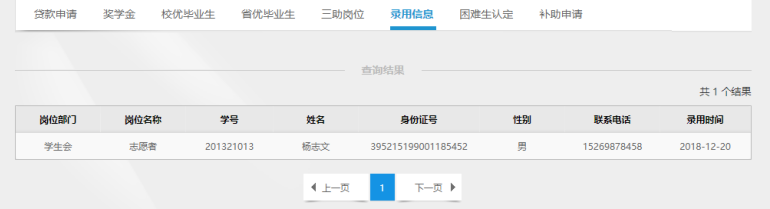 贷款申请 奖学金 校优毕业生 省优毕业生 三助岗位 录用信息 困难生认定 补助申请
查询结果
共 1 个结果
岗位部门 岗位名称 学号 姓名 身份证号 性别 联系电话 录用时间
学生会 志愿者 201321013 杨志文 395215199001185452 男 15269878458 2018-12-20
上一页 1 下一页